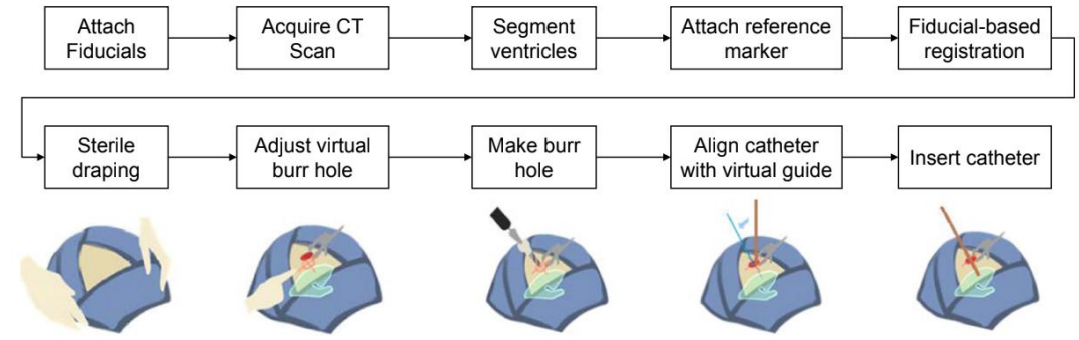 Attach
Fiducials
Acquire CT
Scan
Segment
ventricles
Attach reference
marker
Fiducial-based
registration
Sterile
draping
Adjust virtual
burr hole
Make burr
hole
Align catheter
with virtual guide
Insert catheter